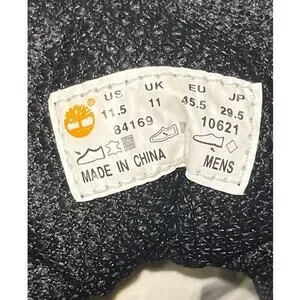 US UK EU JP
11.5 11 45.5 29.5
84169 10621
MADE IN CHINA MENS